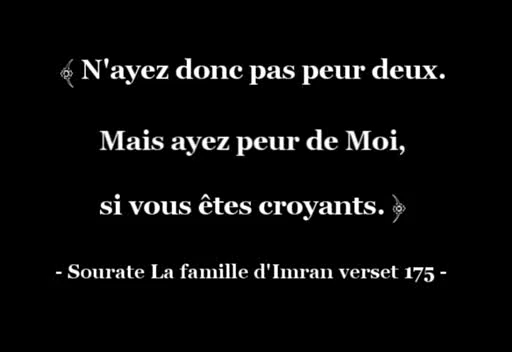 ﴾ N'ayez donc pas peur deux.
Mais ayez peur de Moi,
si vous êtes croyants. ﴿
- Sourate La famille d'Imran verset 175 -